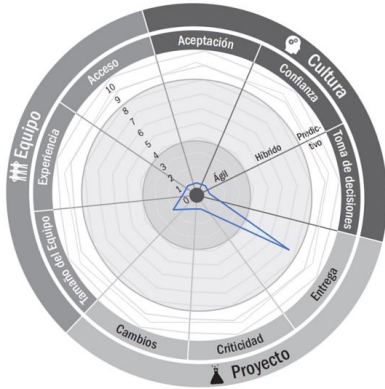 Cultura
Aceptación
Confianza
Toma de decisiones
Equipo
Acceso
Experiencia
Tamaño del Equipo
10
9
8
7
6
5
4
3
2
1
0
Ágil
Híbrido
Predic-
tivo
Cambios
Criticidad
Entrega
Proyecto